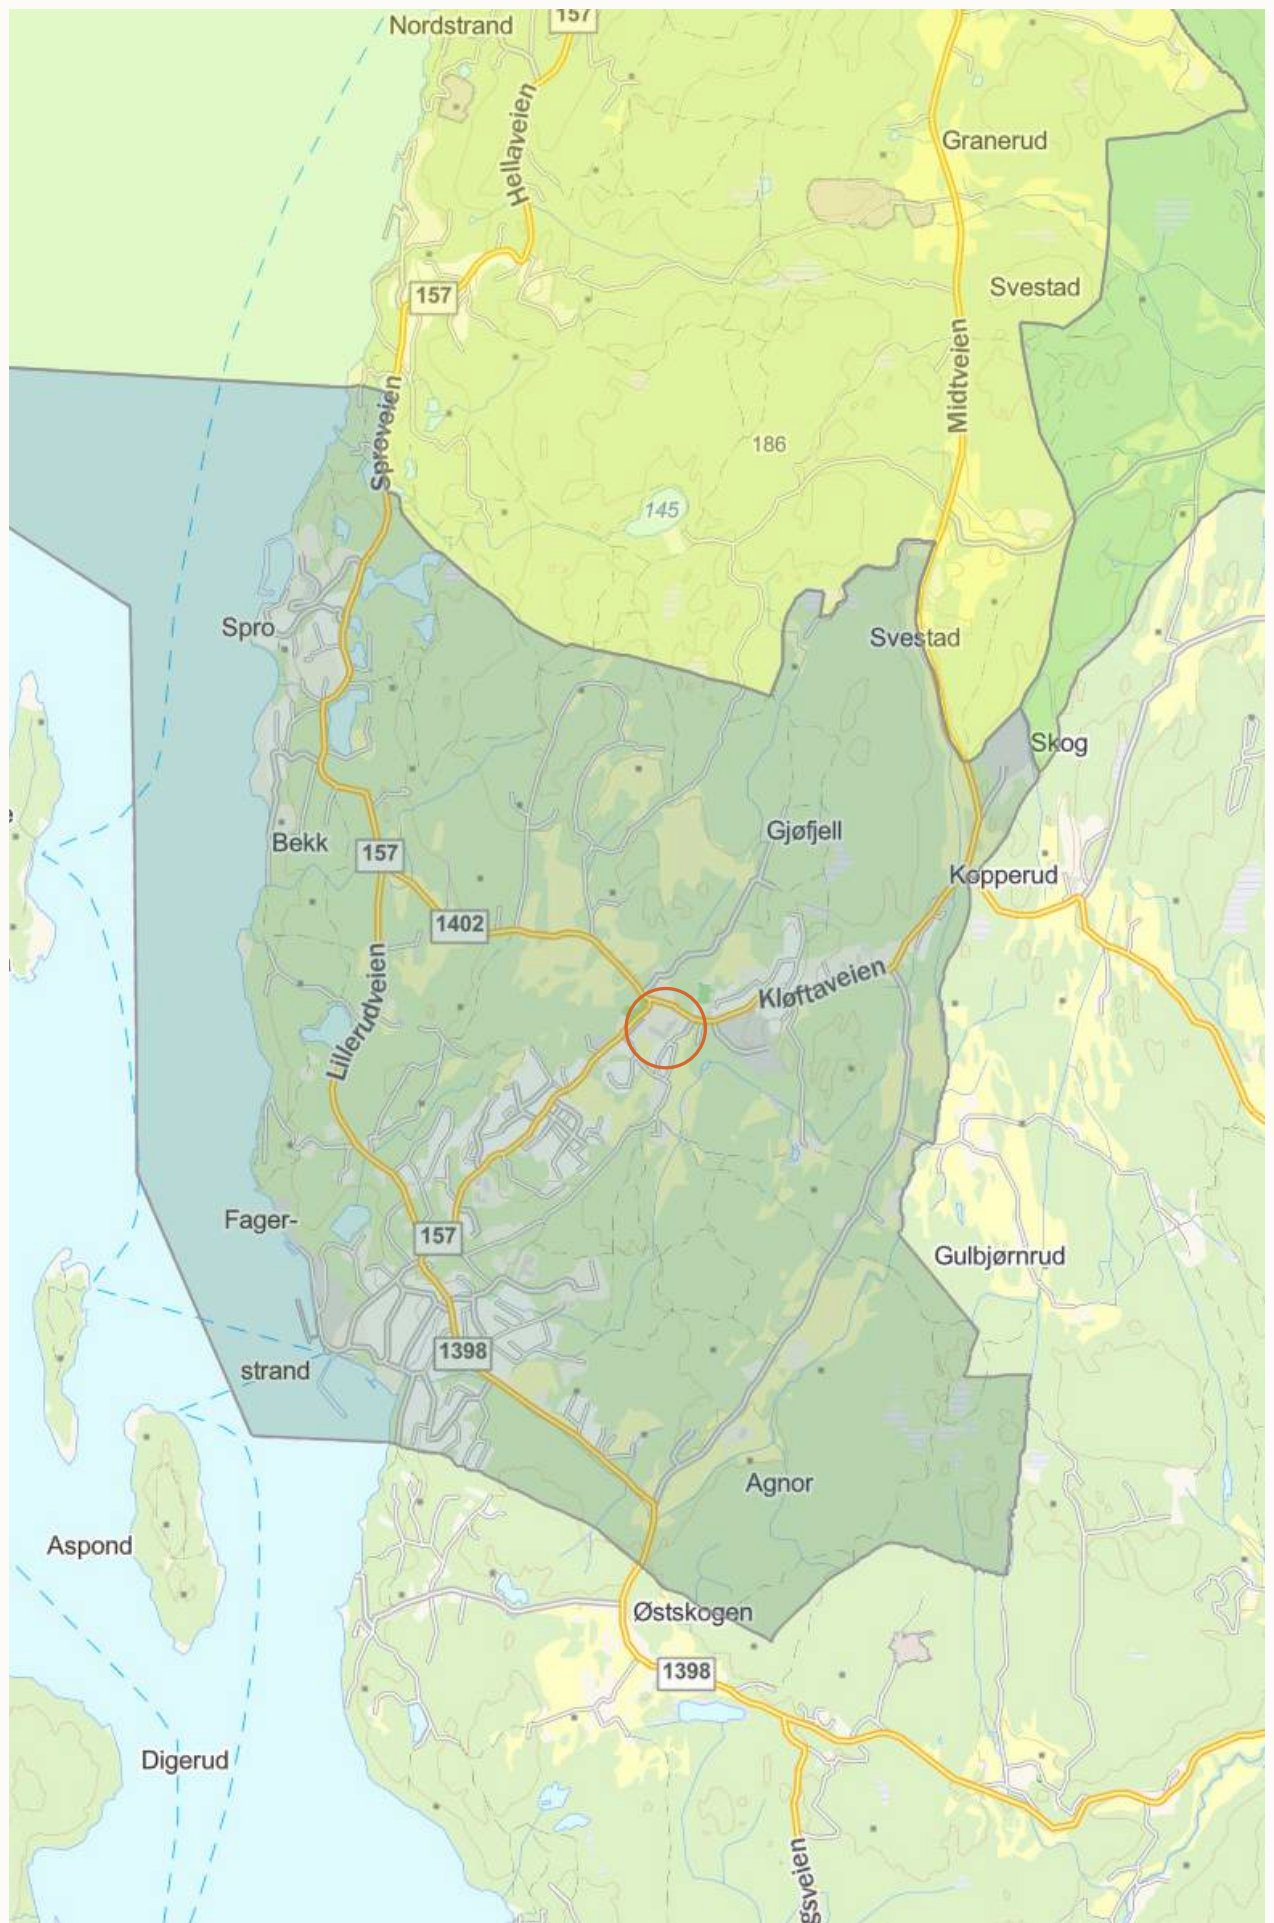 157
Nordstrand
Hellaveien
Granerud
Svestad
157
Midtveien
Sproveien
186
145
Spro
Svestad
Skog
Gjøfjell
Bekk
157
Kopperud
1402
Kløftaveien
Lillerudveien
Fager-
157
Gulbjørnrud
1398
strand
Agnor
Aspond
Østskogen
1398
Digerud
gsveien